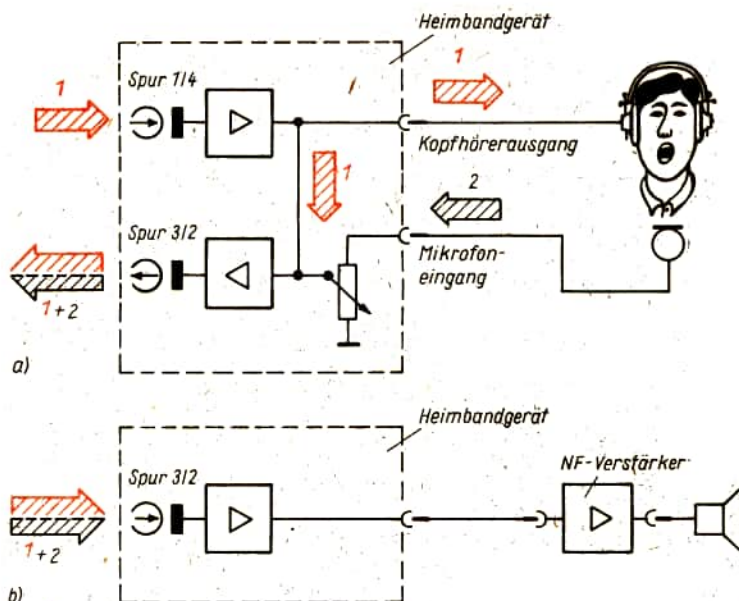 Heimbandgerät
1
Spur 1/4
1
Kopfhörerausgang
1
2
Spur 3/2
Mikrofon-
eingang
1+2
a)
Heimbandgerät
Spur 3/2
NF-Verstärker
1+2
b)